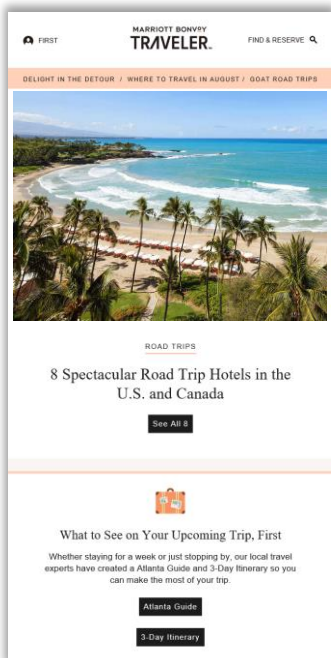 FIRST
MARRIOTT BONVOY
TRAVELER
FIND & RESERVE
DELIGHT IN THE DETOUR / WHERE TO TRAVEL IN AUGUST / GOAT ROAD TRIPS
ROAD TRIPS
8 Spectacular Road Trip Hotels in the
U.S. and Canada
See All 8
What to See on Your Upcoming Trip, First
Whether staying for a week or just stopping by, our local travel
experts have created a Atlanta Guide and 3-Day Itinerary so you
can make the most of your trip.
Atlanta Guide
3-Day Itinerary